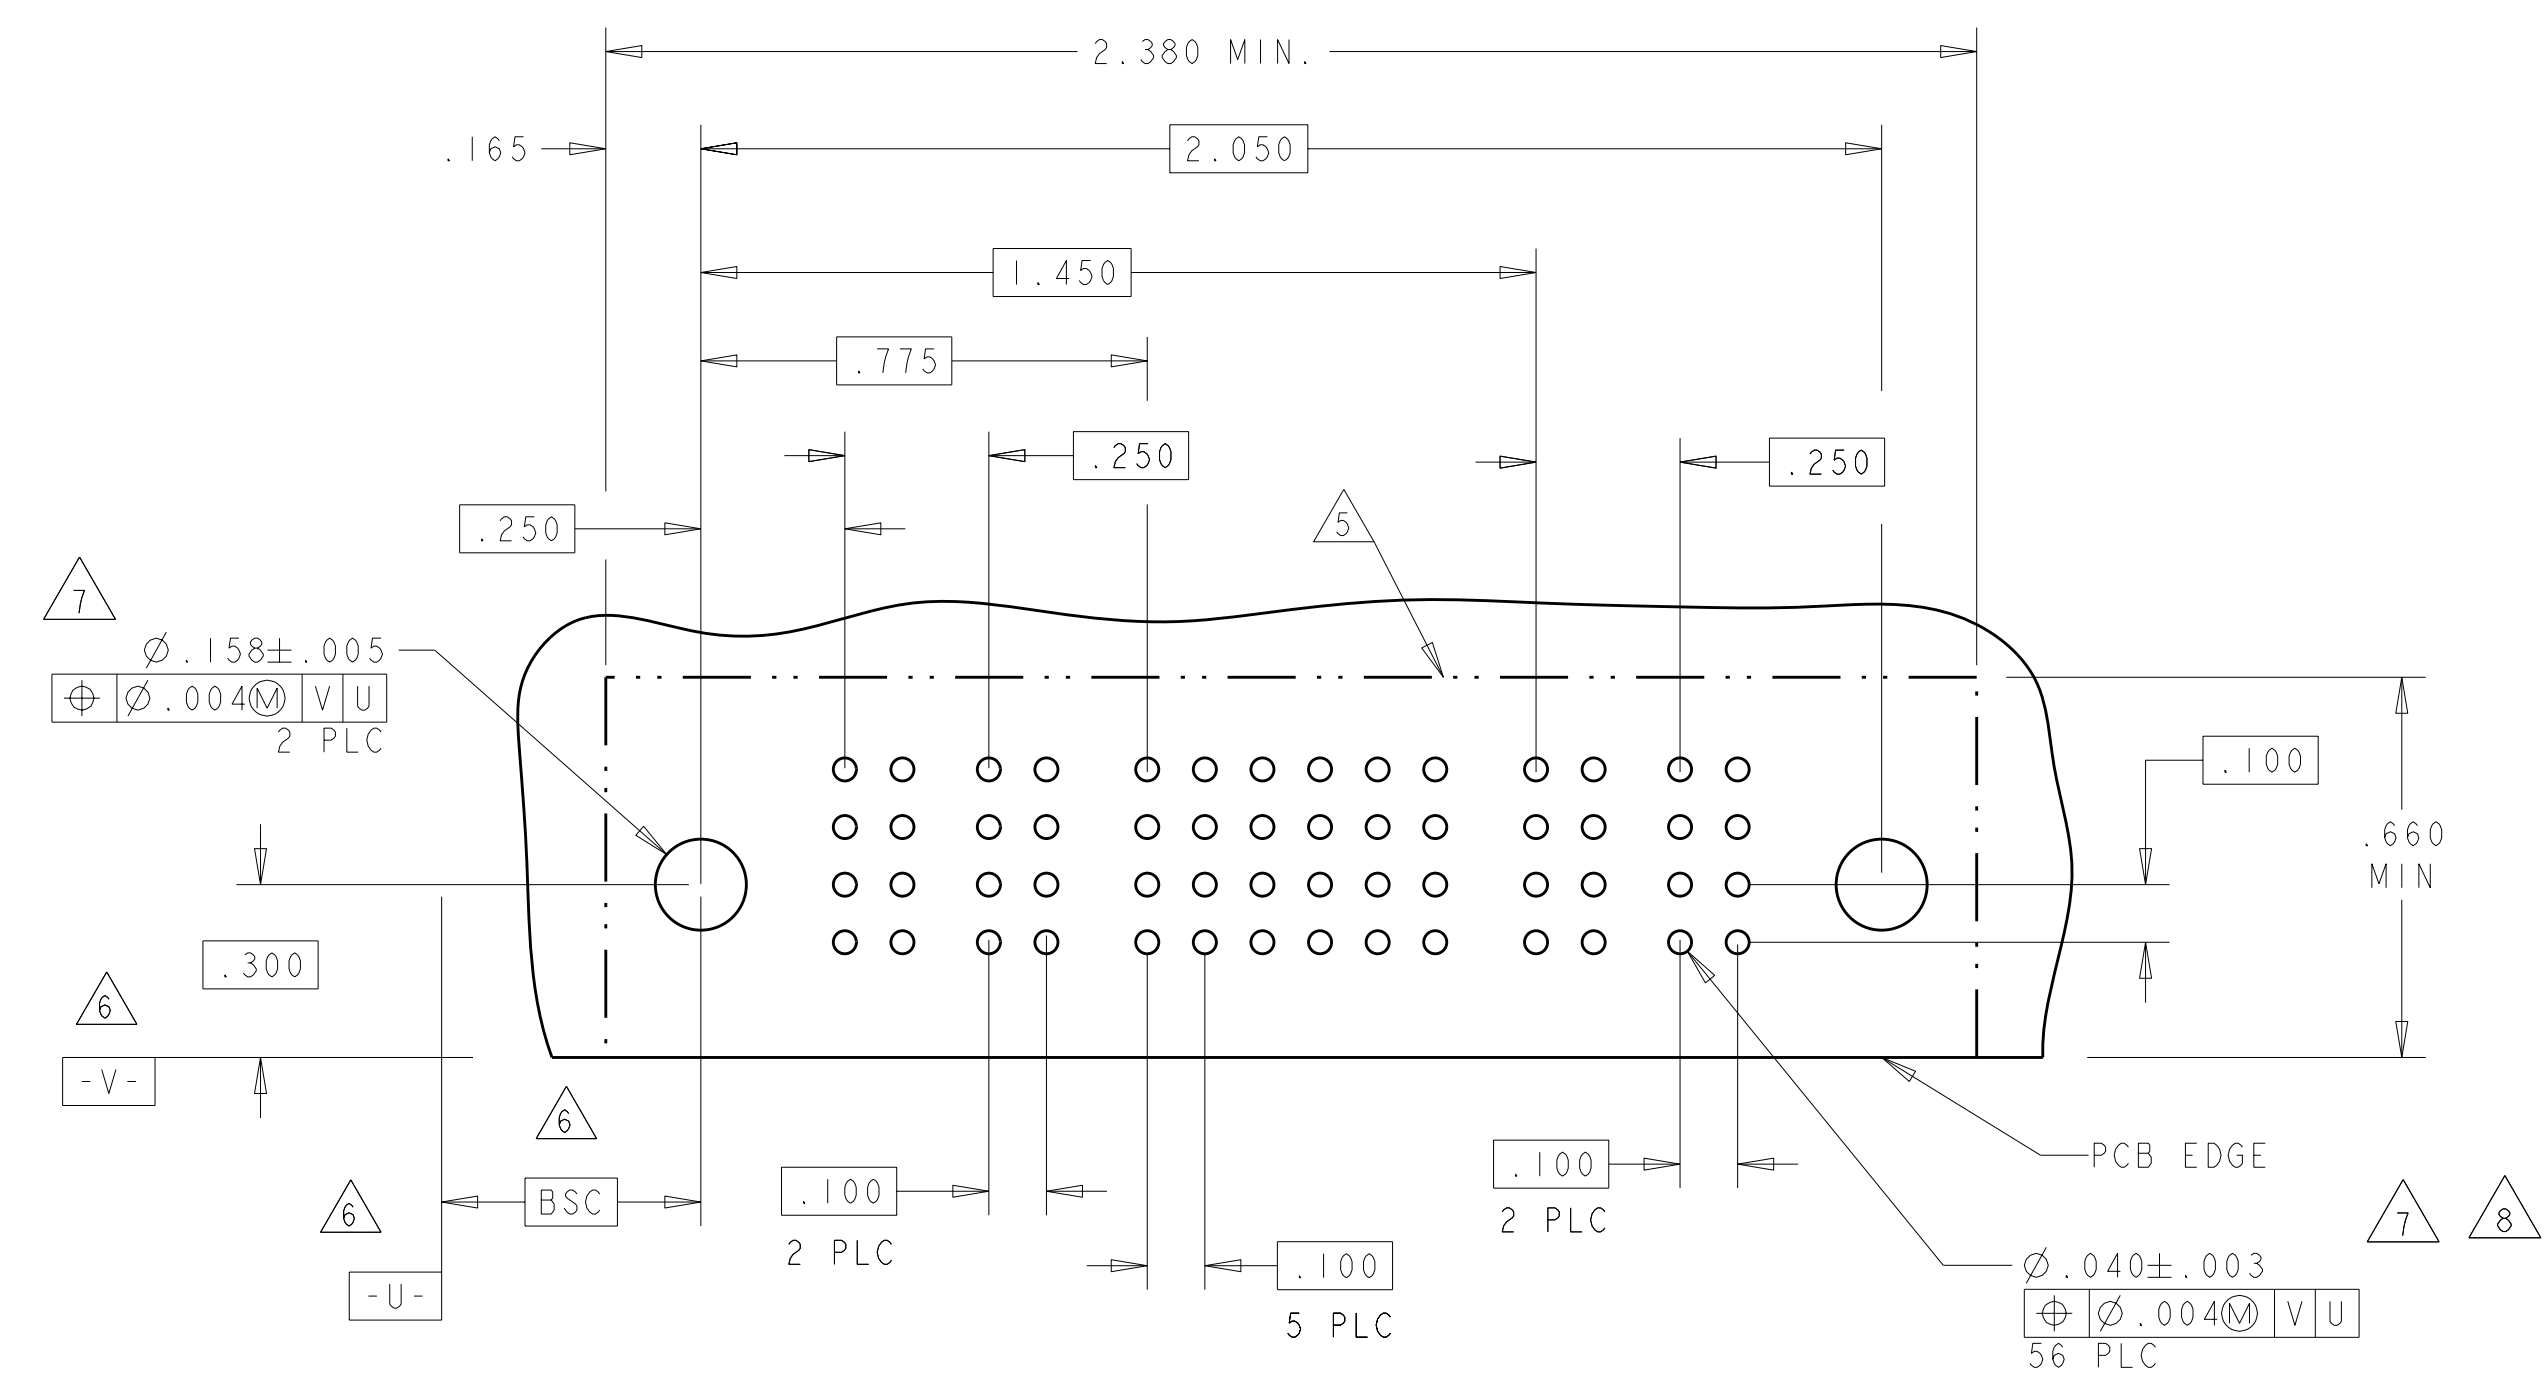 2.380 MIN.
.165
2.050
1.450
.775
.250
.250
.250
5
7
Ø.158±.005
⌖ Ø.004Ⓜ V U
2 PLC
.100
.660
MIN
.300
6
-V-
6
6
BSC
-U-
.100
2 PLC
.100
5 PLC
.100
2 PLC
PCB EDGE
7 8
Ø.040±.003
⌖ Ø.004Ⓜ V U
56 PLC